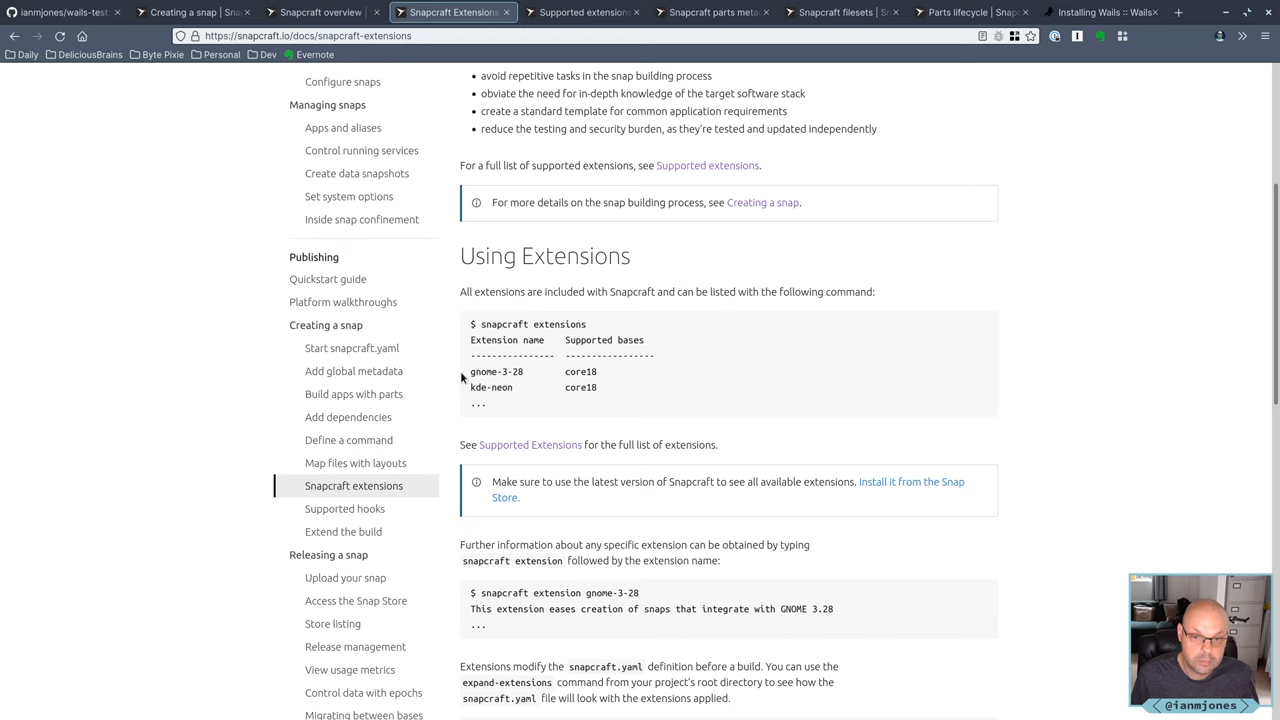 ianmjones/wails-test
Creating a snap | Sna
Snapcraft overview |
Snapcraft Extensions
Supported extension
Snapcraft parts meta
Snapcraft filesets | Sn
Parts lifecycle | Snapc
Installing Wails :: Wails
https://snapcraft.io/docs/snapcraft-extensions
Daily
DeliciousBrains
Byte Pixie
Personal
Dev
Evernote
Configure snaps
Managing snaps
Apps and aliases
Control running services
Create data snapshots
Set system options
Inside snap confinement
Publishing
Quickstart guide
Platform walkthroughs
Creating a snap
Start snapcraft.yaml
Add global metadata
Build apps with parts
Add dependencies
Define a command
Map files with layouts
Snapcraft extensions
Supported hooks
Extend the build
Releasing a snap
Upload your snap
Access the Snap Store
Store listing
Release management
View usage metrics
Control data with epochs
Migrating between bases
• avoid repetitive tasks in the snap building process
• obviate the need for in-depth knowledge of the target software stack
• create a standard template for common application requirements
• reduce the testing and security burden, as they're tested and updated independently
For a full list of supported extensions, see Supported extensions.
For more details on the snap building process, see Creating a snap.
Using Extensions
All extensions are included with Snapcraft and can be listed with the following command:
$ snapcraft extensions
Extension name    Supported bases
----------------  -----------------
gnome-3-28        core18
kde-neon          core18
...
See Supported Extensions for the full list of extensions.
Make sure to use the latest version of Snapcraft to see all available extensions. Install it from the Snap
Store.
Further information about any specific extension can be obtained by typing
snapcraft extension followed by the extension name:
$ snapcraft extension gnome-3-28
This extension eases creation of snaps that integrate with GNOME 3.28
...
Extensions modify the snapcraft.yaml definition before a build. You can use the
expand-extensions command from your project's root directory to see how the
snapcraft.yaml file will look with the extensions applied.
@ianmjones